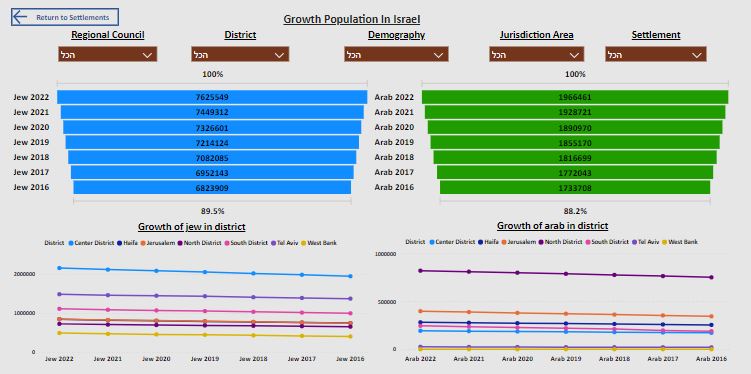 Return to Settlements
Growth Population In Israel
Regional Council District Demography Jurisdiction Area Settlement
הכל הכל הכל הכל הכל
100% 100%
Jew 2022 7625549 Arab 2022 1966461
Jew 2021 7449312 Arab 2021 1928721
Jew 2020 7326601 Arab 2020 1890970
Jew 2019 7214124 Arab 2019 1855170
Jew 2018 7082085 Arab 2018 1816699
Jew 2017 6952143 Arab 2017 1772043
Jew 2016 6823909 Arab 2016 1733708
89.5% 88.2%
Growth of jew in district
District Center District Haifa Jerusalem North District South District Tel Aviv West Bank
2000000
1000000
0
Jew 2022 Jew 2021 Jew 2020 Jew 2019 Jew 2018 Jew 2017 Jew 2016
Growth of arab in district
District Center District Haifa Jerusalem North District South District Tel Aviv West Bank
1000000
500000
0
Arab 2022 Arab 2021 Arab 2020 Arab 2019 Arab 2018 Arab 2017 Arab 2016